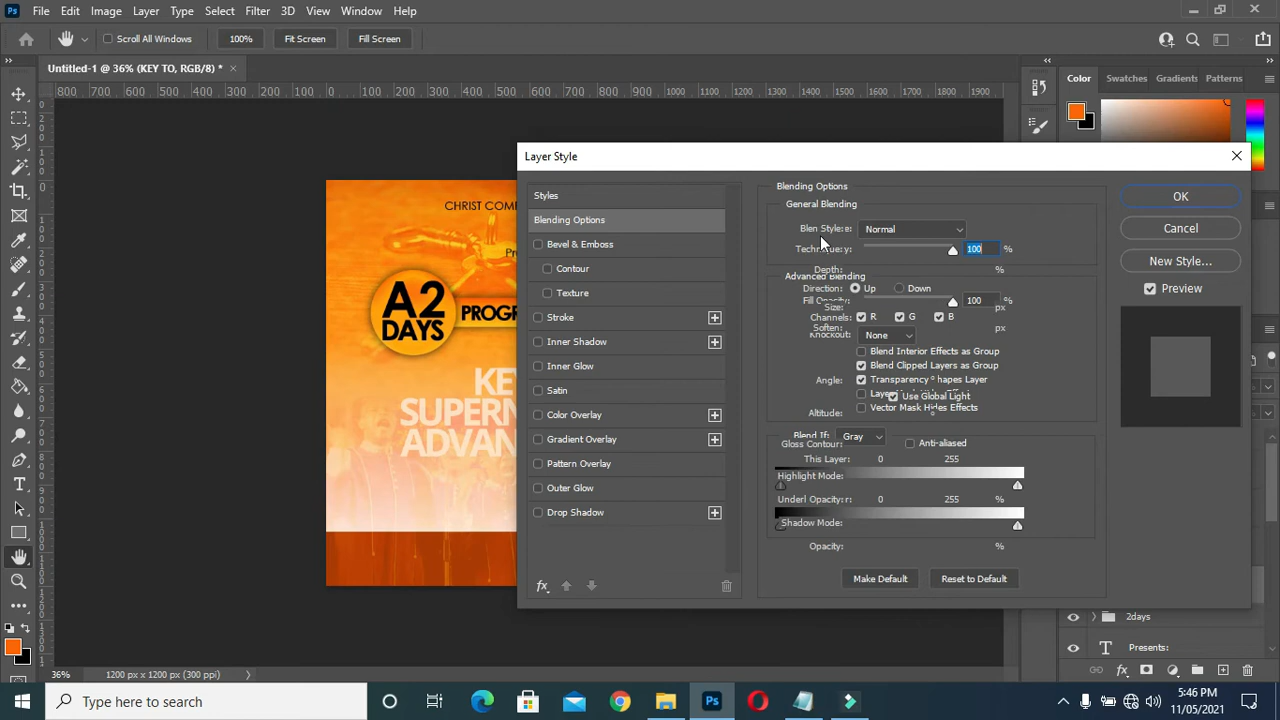 Ps File Edit Image Layer Type Select Filter 3D View Window Help
Scroll All Windows 100% Fit Screen Fill Screen
Untitled-1 @ 36% (KEY TO, RGB/8) * ×
Color Swatches Gradients Patterns
800 700 600 500 400 300 200 100 0 100 200 300 400 500 600 700 800 900 1000 1100 1200 1300 1400 1500 1600 1700 1800 1900
CHRIST COM
A2
DAYS
PROGR
KEY
SUPERN
ADVAN
Layer Style
Styles
Blending Options
Bevel & Emboss
Contour
Texture
Stroke
Inner Shadow
Inner Glow
Satin
Color Overlay
Gradient Overlay
Pattern Overlay
Outer Glow
Drop Shadow
fx
Blending Options
General Blending
Blen Style: e: Normal
Technique: y: 100 %
Depth: %
Advanced Blending
Direction: Up Down
Fill Opacity: 100 %
Size: px
Channels: R G B
Soften: px
Knockout: None
Blend Interior Effects as Group
Blend Clipped Layers as Group
Angle: Transparency ° Shapes Layer
Use Global Light
Altitude: Vector Mask Hides Effects
Blend If: Gray
Gloss Contour: Anti-aliased
This Layer: 0 255
Highlight Mode:
Underl Opacity: r: 0 255 %
Shadow Mode:
Opacity: %
Make Default Reset to Default
OK
Cancel
New Style...
Preview
2days
T Presents:
fx
36% 1200 px x 1200 px (300 ppi)
Type here to search
5:46 PM
11/05/2021